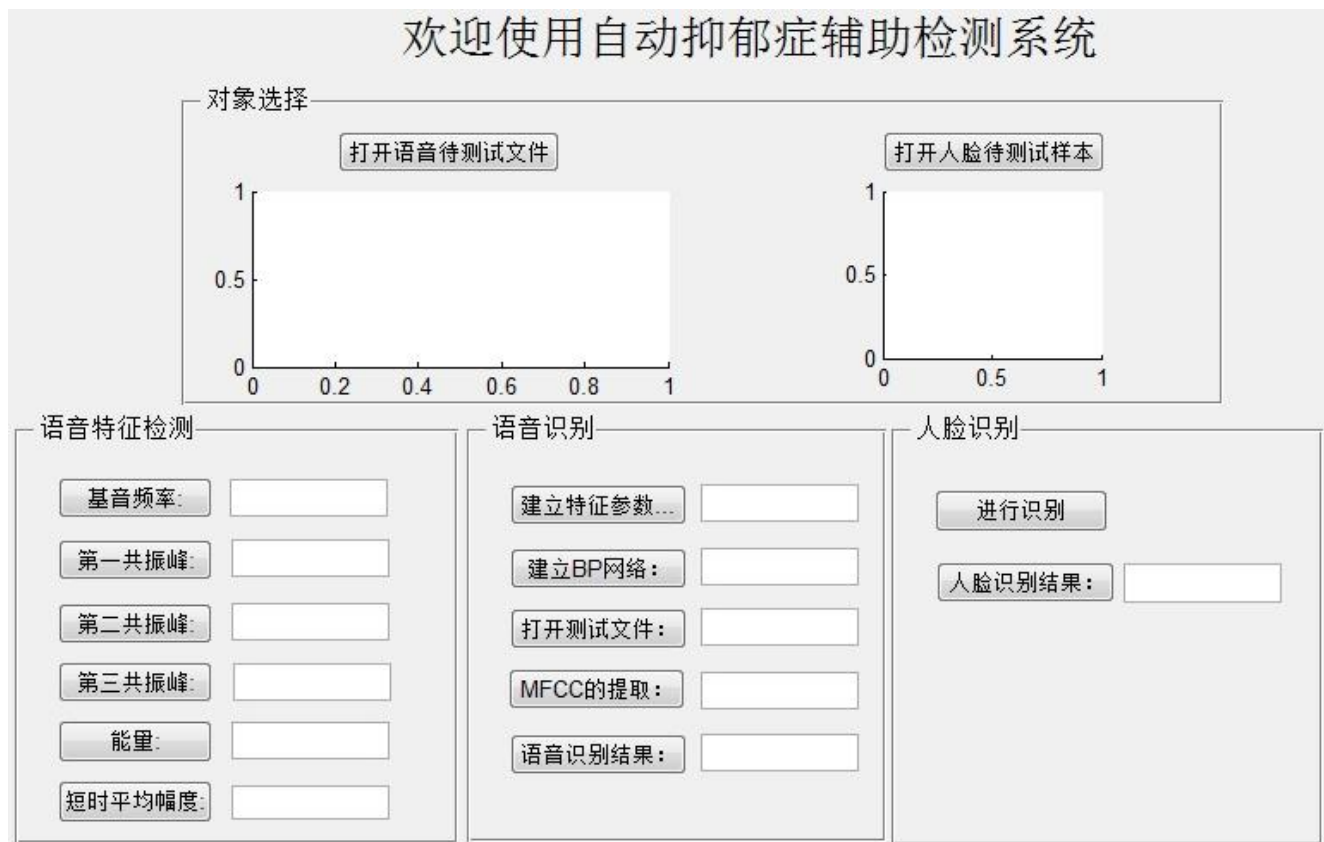 欢迎使用自动抑郁症辅助检测系统
对象选择
打开语音待测试文件
打开人脸待测试样本
1
0.5
0
0 0.2 0.4 0.6 0.8 1
1
0.5
0
0 0.5 1
语音特征检测
基音频率:
第一共振峰:
第二共振峰:
第三共振峰:
能量:
短时平均幅度:
语音识别
建立特征参数...
建立BP网络：
打开测试文件：
MFCC的提取：
语音识别结果：
人脸识别
进行识别
人脸识别结果：